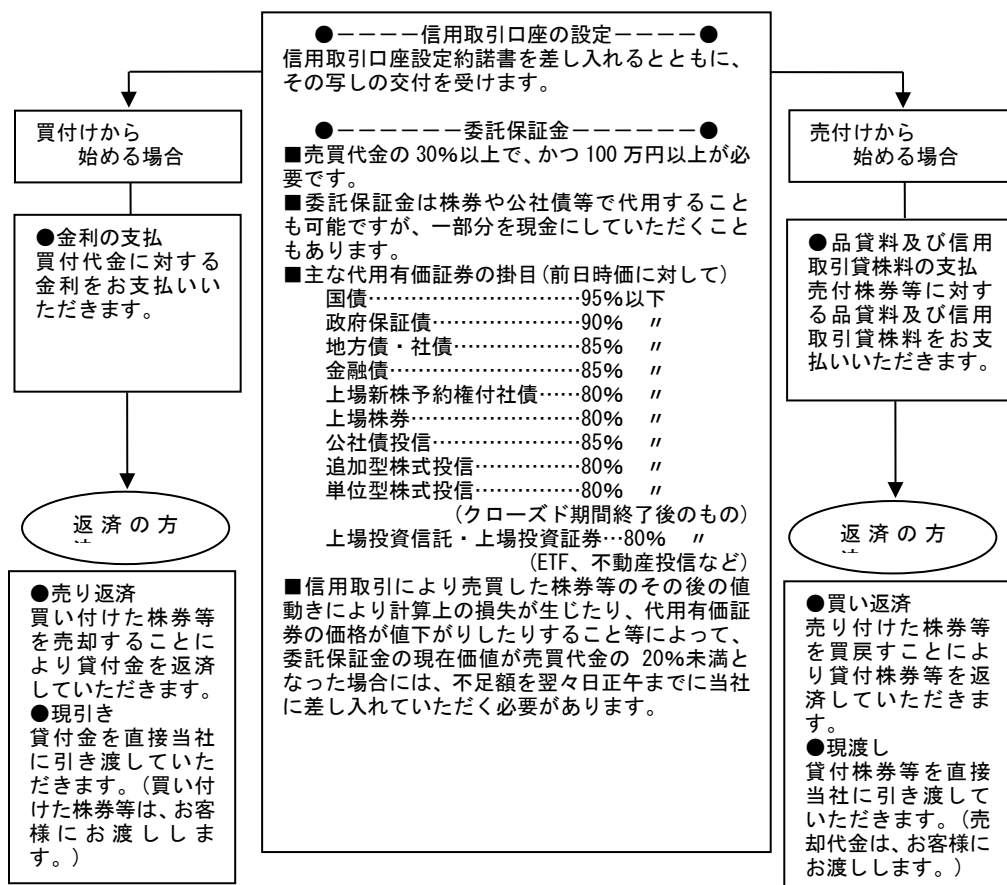 ●ーーーー信用取引口座の設定ーーーー●
信用取引口座設定約諾書を差し入れるとともに、
その写しの交付を受けます。
●ーーーーーー委託保証金ーーーーーー●
■売買代金の 30%以上で、かつ 100 万円以上が必
要です。
■委託保証金は株券や公社債等で代用すること
も可能ですが、一部分を現金にしていただくこと
もあります。
■主な代用有価証券の掛目(前日時価に対して)
国債……………………………95%以下
政府保証債……………………90% 〃
地方債・社債…………………85% 〃
金融債…………………………85% 〃
上場新株予約権付社債……80% 〃
上場株券………………………80% 〃
公社債投信……………………85% 〃
追加型株式投信……………80% 〃
単位型株式投信……………80% 〃
(クローズド期間終了後のもの)
上場投資信託・上場投資証券…80% 〃
(ETF、不動産投信など)
■信用取引により売買した株券等のその後の値
動きにより計算上の損失が生じたり、代用有価証
券の価格が値下がりしたりすること等によって、
委託保証金の現在価値が売買代金の 20%未満と
なった場合には、不足額を翌々日正午までに当社
に差し入れていただく必要があります。
買付けから
始める場合
●金利の支払
買付代金に対する
金利をお支払いい
ただきます。
返 済 の 方
●売り返済
買い付けた株券等
を売却することに
より貸付金を返済
していただきます。
●現引き
貸付金を直接当社
に引き渡していた
だきます。(買い付
けた株券等は、お客
様にお渡ししま
す。)
売付けから
始める場合
●品貸料及び信用
取引貸株料の支払
売付株券等に対す
る品貸料及び信用
取引貸株料をお支
払いいただきます。
返 済 の 方
●買い返済
売り付けた株券等
を買戻すことによ
り貸付株券等を返
済していただきま
す。
●現渡し
貸付株券等を直接
当社に引き渡して
いただきます。(売
却代金は、お客様に
お渡しします。)